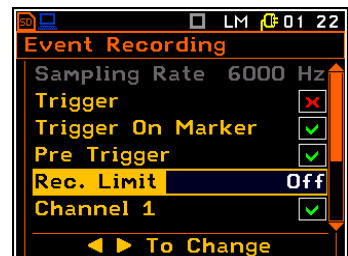 SD LM 01 22
Event Recording
Sampling Rate 6000 Hz
Trigger
Trigger On Marker
Pre Trigger
Rec. Limit Off
Channel 1
To Change